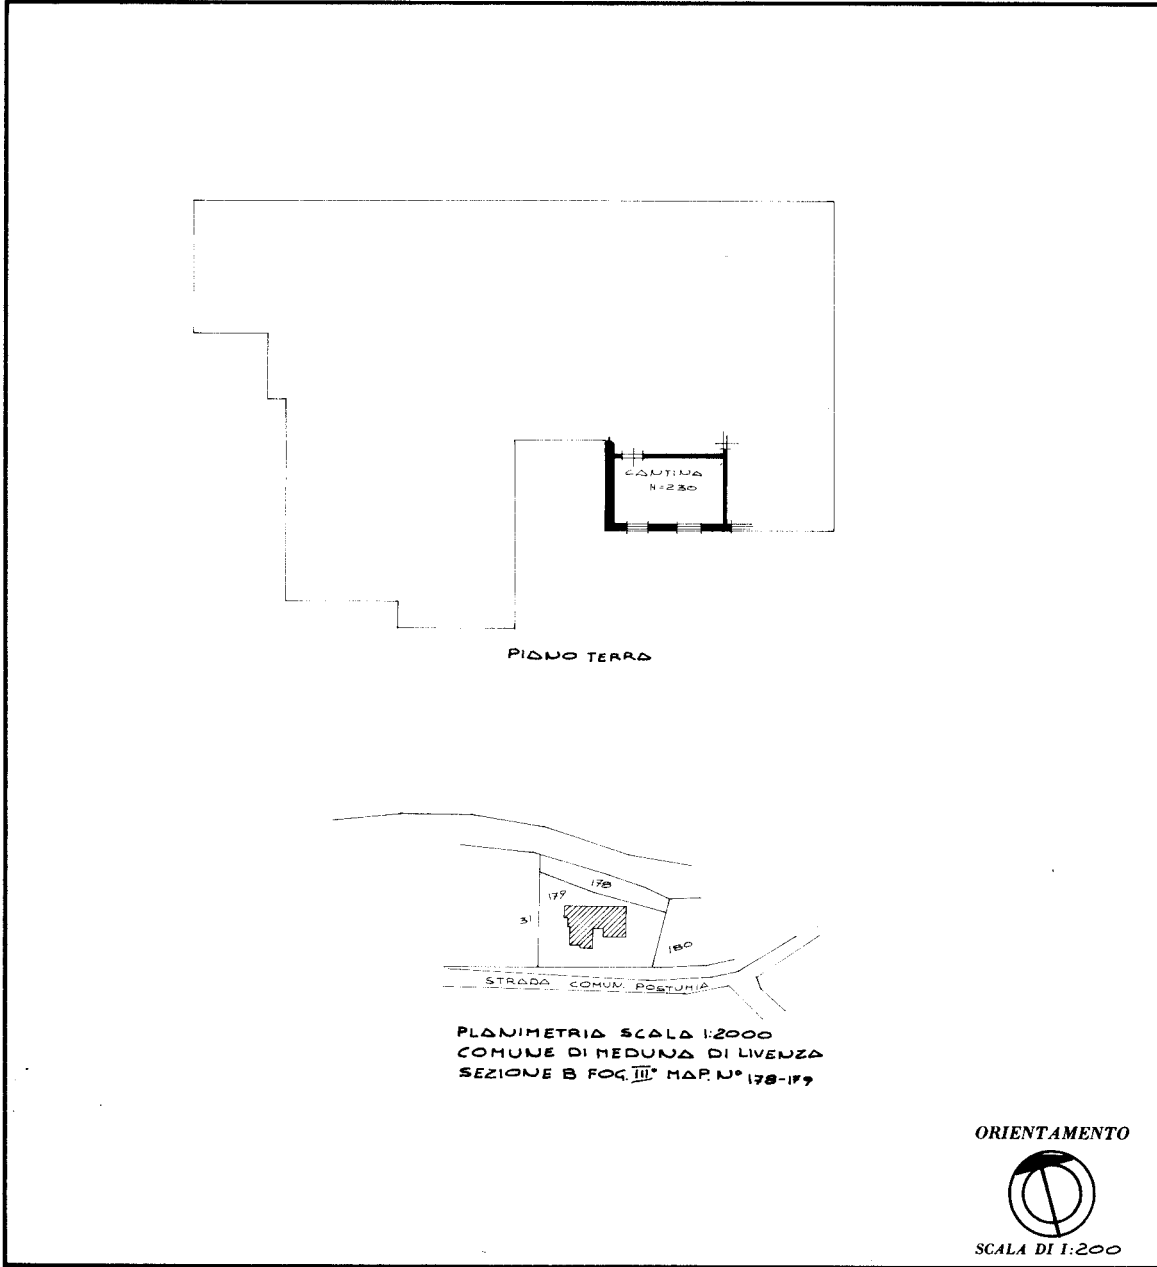 CANTINA
H=230
PIANO TERRA
178
179
31
180
STRADA COMUN. POSTUMIA
PLANIMETRIA SCALA 1:2000
COMUNE DI MEDUNA DI LIVENZA
SEZIONE B FOG. III° MAP. N° 178-179
ORIENTAMENTO
SCALA DI 1:200